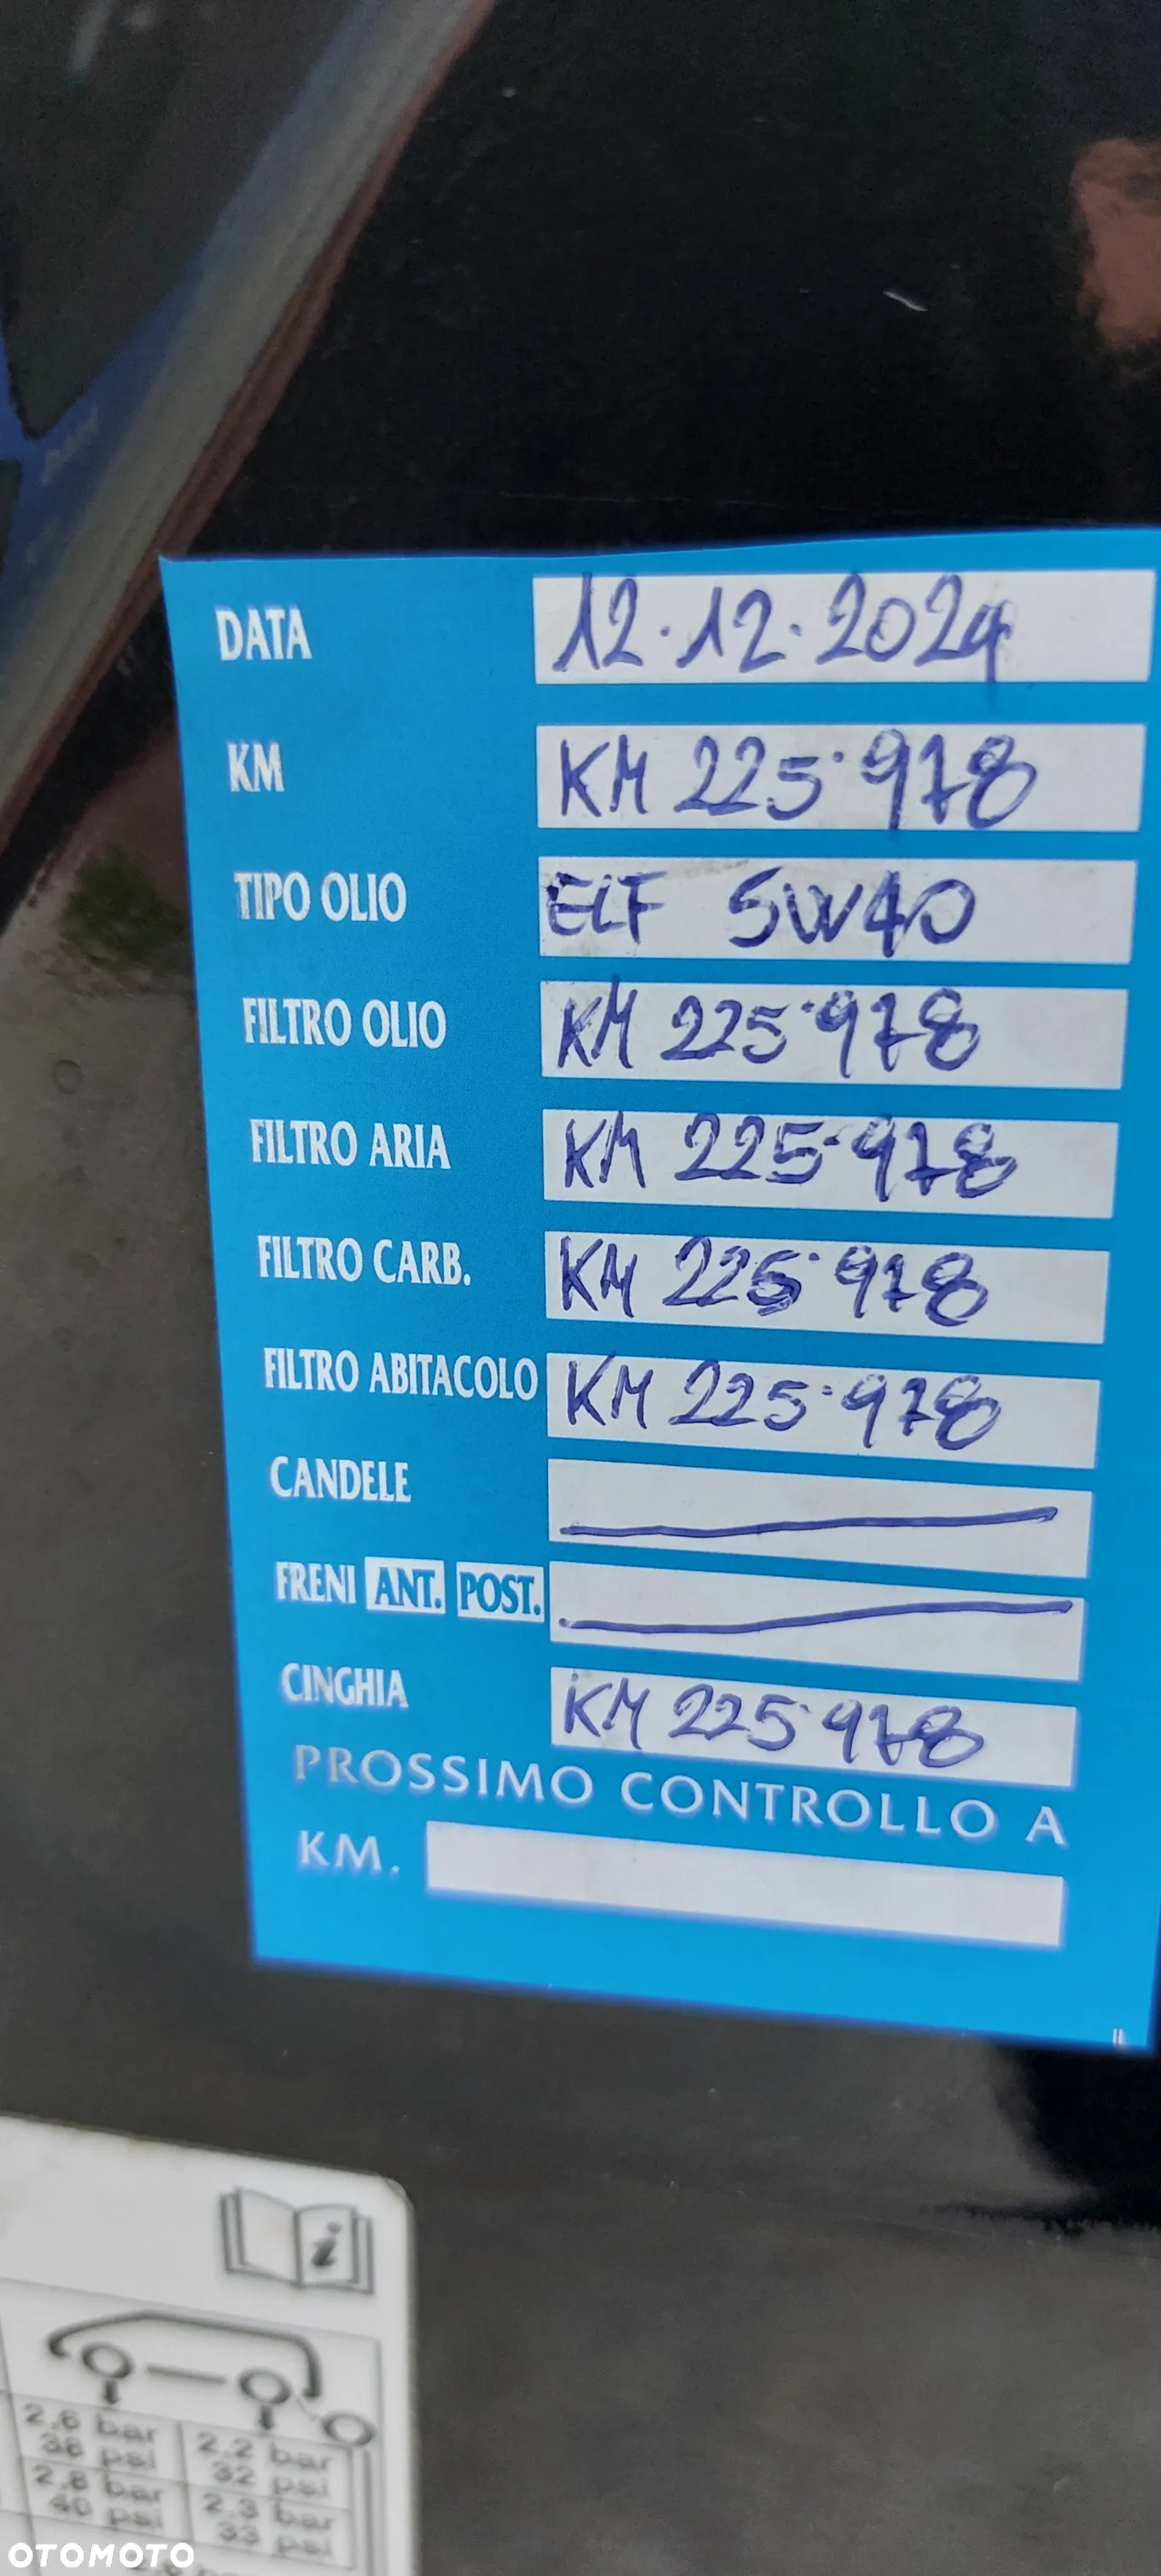 DATA 12.12.2024
KM KM 225.978
TIPO OLIO ELF 5W40
FILTRO OLIO KM 225.978
FILTRO ARIA KM 225.978
FILTRO CARB. KM 225.978
FILTRO ABITACOLO KM 225.978
CANDELE
FRENI ANT. POST.
CINGHIA KM 225.978
PROSSIMO CONTROLLO A
KM.
i
2.6 bar 2.2 bar
38 psi 32 psi
2.8 bar 2.3 bar
40 psi 33 psi
OTOMOTO